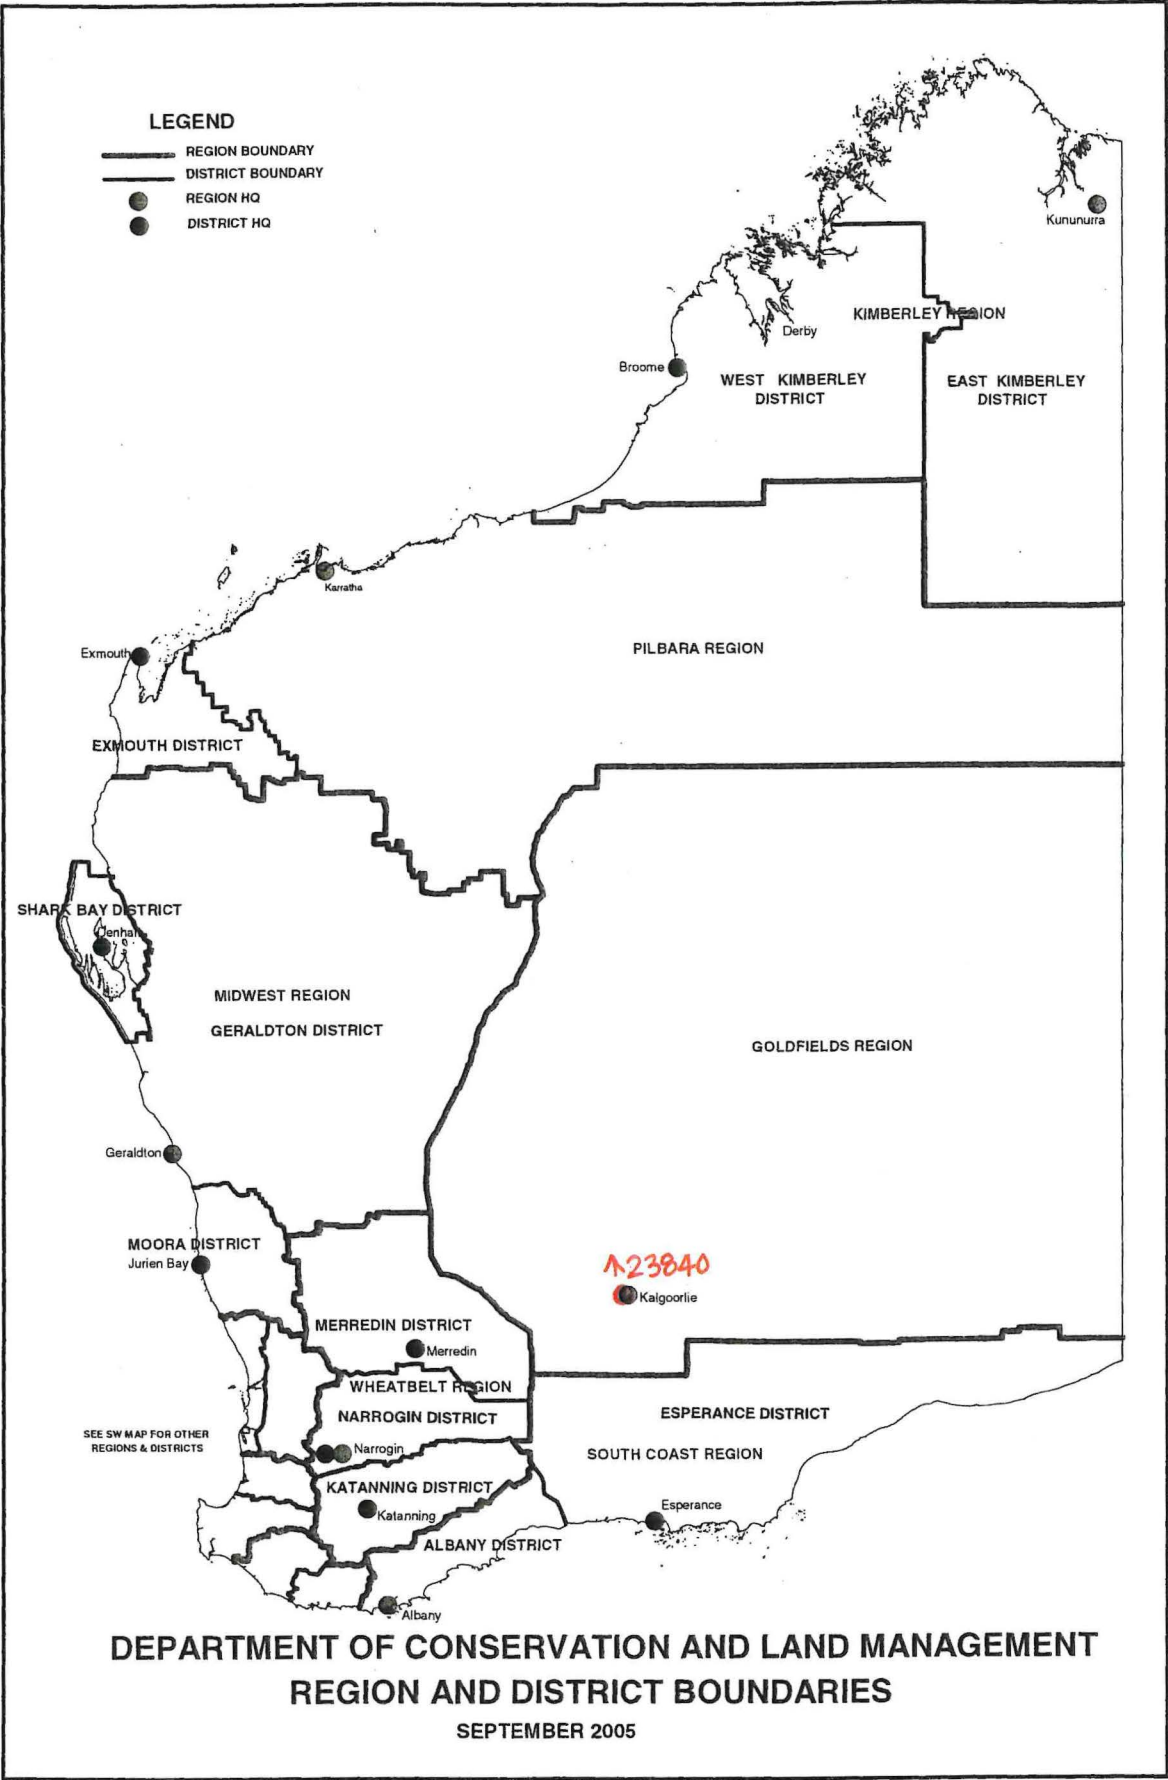 LEGEND
REGION BOUNDARY
DISTRICT BOUNDARY
REGION HQ
DISTRICT HQ
Kununurra
KIMBERLEY REGION
Derby
Broome
WEST KIMBERLEY
DISTRICT
EAST KIMBERLEY
DISTRICT
Karratha
PILBARA REGION
Exmouth
EXMOUTH DISTRICT
SHARK BAY DISTRICT
Denham
MIDWEST REGION
GERALDTON DISTRICT
GOLDFIELDS REGION
Geraldton
MOORA DISTRICT
Jurien Bay
↑23840
Kalgoorlie
MERREDIN DISTRICT
Merredin
WHEATBELT REGION
NARROGIN DISTRICT
ESPERANCE DISTRICT
SEE SW MAP FOR OTHER
REGIONS & DISTRICTS
Narrogin
SOUTH COAST REGION
KATANNING DISTRICT
Katanning
Esperance
ALBANY DISTRICT
Albany
DEPARTMENT OF CONSERVATION AND LAND MANAGEMENT
REGION AND DISTRICT BOUNDARIES
SEPTEMBER 2005